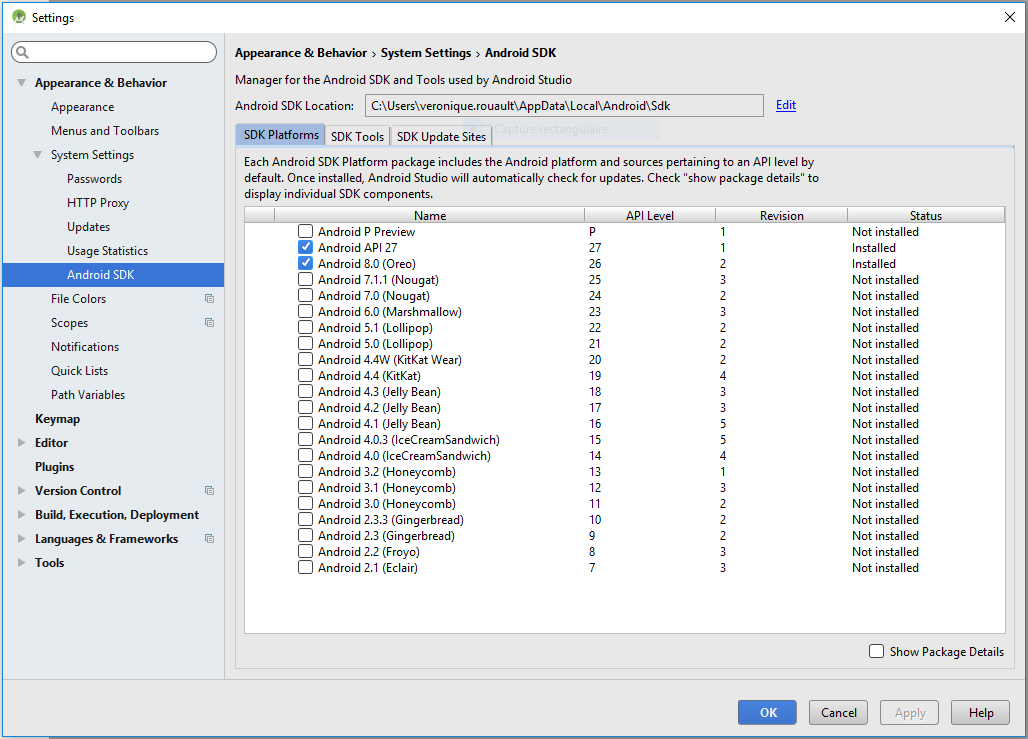 Settings
Appearance & Behavior
Appearance
Menus and Toolbars
System Settings
Passwords
HTTP Proxy
Updates
Usage Statistics
Android SDK
File Colors
Scopes
Notifications
Quick Lists
Path Variables
Keymap
Editor
Plugins
Version Control
Build, Execution, Deployment
Languages & Frameworks
Tools
Appearance & Behavior › System Settings › Android SDK
Manager for the Android SDK and Tools used by Android Studio
Android SDK Location: C:\Users\veronique.rouault\AppData\Local\Android\Sdk Edit
Capture rectangulaire
SDK Platforms SDK Tools SDK Update Sites
Each Android SDK Platform package includes the Android platform and sources pertaining to an API level by
default. Once installed, Android Studio will automatically check for updates. Check "show package details" to
display individual SDK components.
Name API Level Revision Status
Android P Preview P 1 Not installed
Android API 27 27 1 Installed
Android 8.0 (Oreo) 26 2 Installed
Android 7.1.1 (Nougat) 25 3 Not installed
Android 7.0 (Nougat) 24 2 Not installed
Android 6.0 (Marshmallow) 23 3 Not installed
Android 5.1 (Lollipop) 22 2 Not installed
Android 5.0 (Lollipop) 21 2 Not installed
Android 4.4W (KitKat Wear) 20 2 Not installed
Android 4.4 (KitKat) 19 4 Not installed
Android 4.3 (Jelly Bean) 18 3 Not installed
Android 4.2 (Jelly Bean) 17 3 Not installed
Android 4.1 (Jelly Bean) 16 5 Not installed
Android 4.0.3 (IceCreamSandwich) 15 5 Not installed
Android 4.0 (IceCreamSandwich) 14 4 Not installed
Android 3.2 (Honeycomb) 13 1 Not installed
Android 3.1 (Honeycomb) 12 3 Not installed
Android 3.0 (Honeycomb) 11 2 Not installed
Android 2.3.3 (Gingerbread) 10 2 Not installed
Android 2.3 (Gingerbread) 9 2 Not installed
Android 2.2 (Froyo) 8 3 Not installed
Android 2.1 (Eclair) 7 3 Not installed
Show Package Details
OK Cancel Apply Help